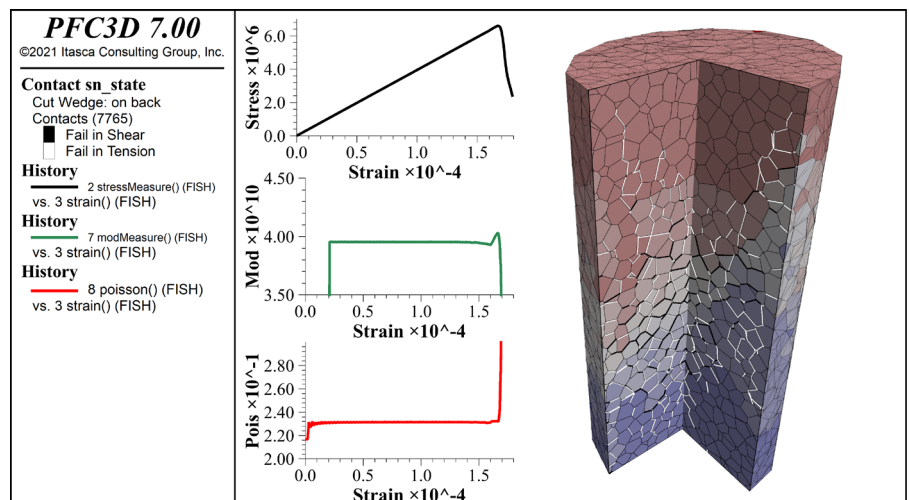 PFC3D 7.00
©2021 Itasca Consulting Group, Inc.
Contact sn_state
Cut Wedge: on back
Contacts (7765)
Fail in Shear
Fail in Tension
History
2 stressMeasure() (FISH)
vs. 3 strain() (FISH)
History
7 modMeasure() (FISH)
vs. 3 strain() (FISH)
History
8 poisson() (FISH)
vs. 3 strain() (FISH)
Stress ×10^6
6.0
4.0
2.0
0.0
0.0 0.5 1.0 1.5
Strain ×10^-4
Mod ×10^10
4.50
4.00
3.50
0.0 0.5 1.0 1.5
Strain ×10^-4
Pois ×10^-1
2.80
2.40
2.20
2.00
0.0 0.5 1.0 1.5
Strain ×10^-4